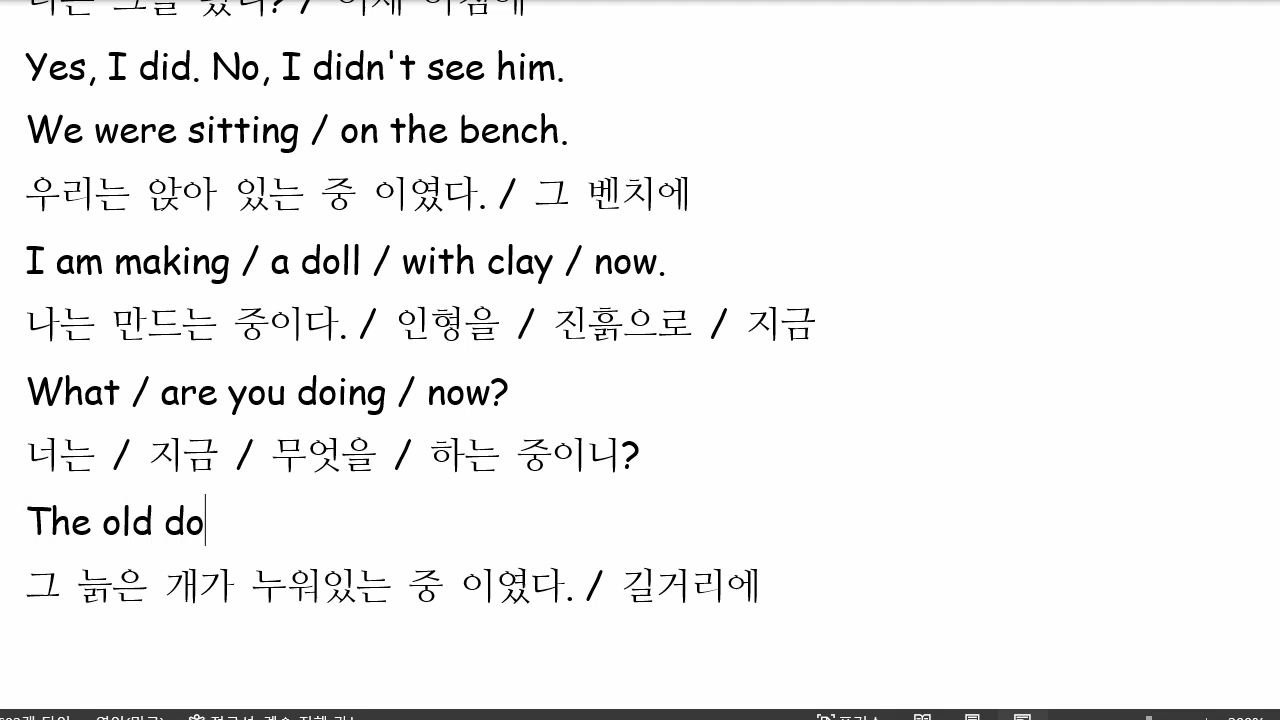 Yes, I did. No, I didn't see him.
We were sitting / on the bench.
우리는 앉아 있는 중 이였다. / 그 벤치에
I am making / a doll / with clay / now.
나는 만드는 중이다. / 인형을 / 진흙으로 / 지금
What / are you doing / now?
너는 / 지금 / 무엇을 / 하는 중이니?
The old do
그 늙은 개가 누워있는 중 이였다. / 길거리에